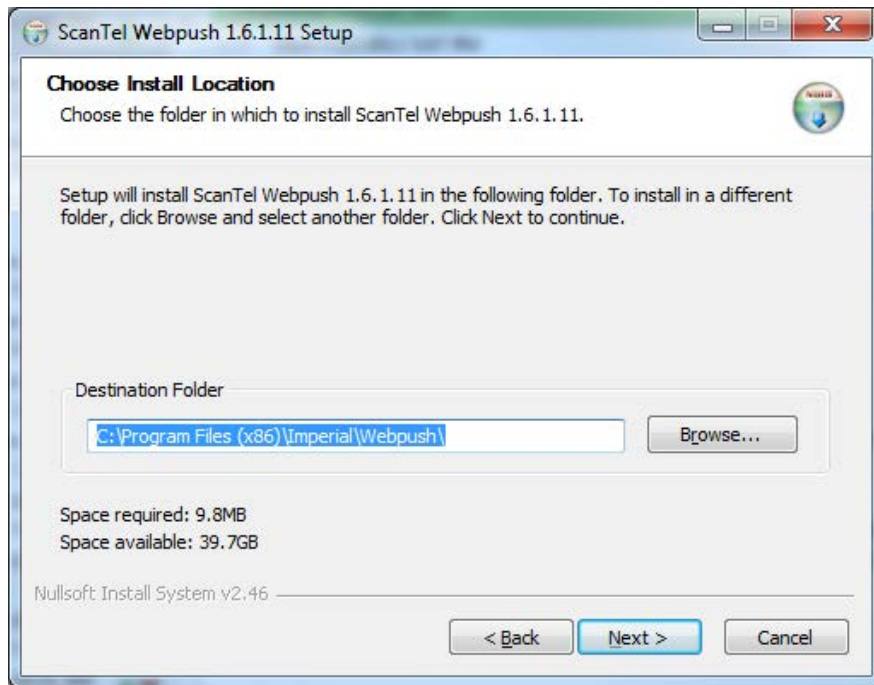 ScanTel Webpush 1.6.1.11 Setup
Choose Install Location
Choose the folder in which to install ScanTel Webpush 1.6.1.11.
Setup will install ScanTel Webpush 1.6.1.11 in the following folder. To install in a different
folder, click Browse and select another folder. Click Next to continue.
Destination Folder
C:\Program Files (x86)\Imperial\Webpush\
Browse...
Space required: 9.8MB
Space available: 39.7GB
Nullsoft Install System v2.46
< Back
Next >
Cancel